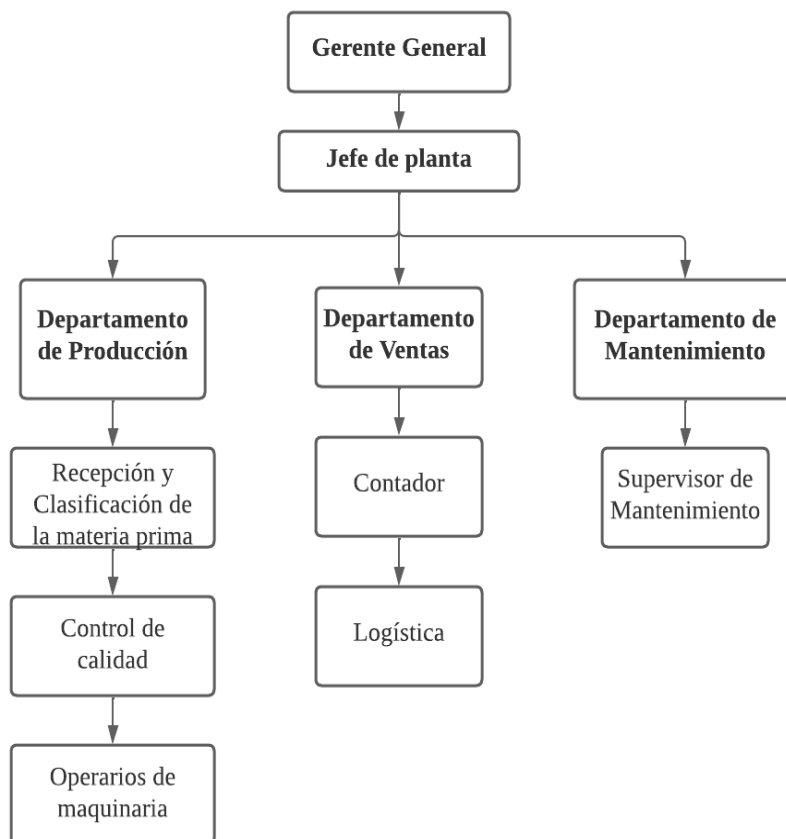 Gerente General
Jefe de planta
Departamento
de Producción
Departamento
de Ventas
Departamento de
Mantenimiento
Recepción y
Clasificación de
la materia prima
Contador
Supervisor de
Mantenimiento
Control de
calidad
Logística
Operarios de
maquinaria